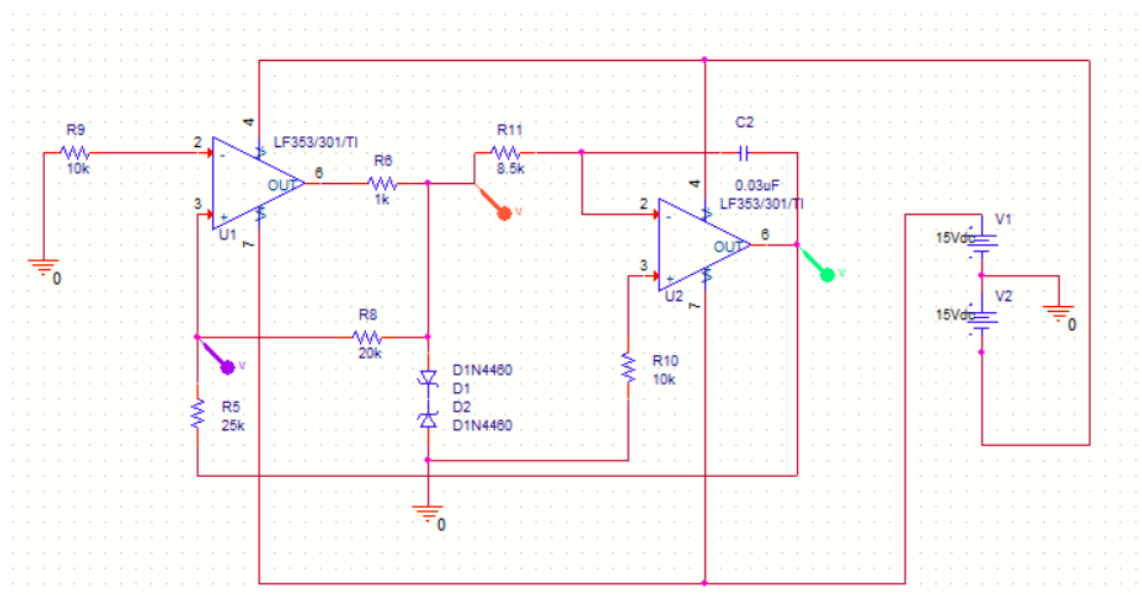 R9
10k
2
-
4
LF353/301/TI
OUT
6
3
+
U1
7
R6
1k
R11
8.5k
V
C2
0.03uF
4
LF353/301/TI
2
-
OUT
6
3
+
U2
7
V
V1
15Vdc
V2
15Vdc
0
0
R8
20k
V
R5
25k
D1N4460
D1
D2
D1N4460
R10
10k
0